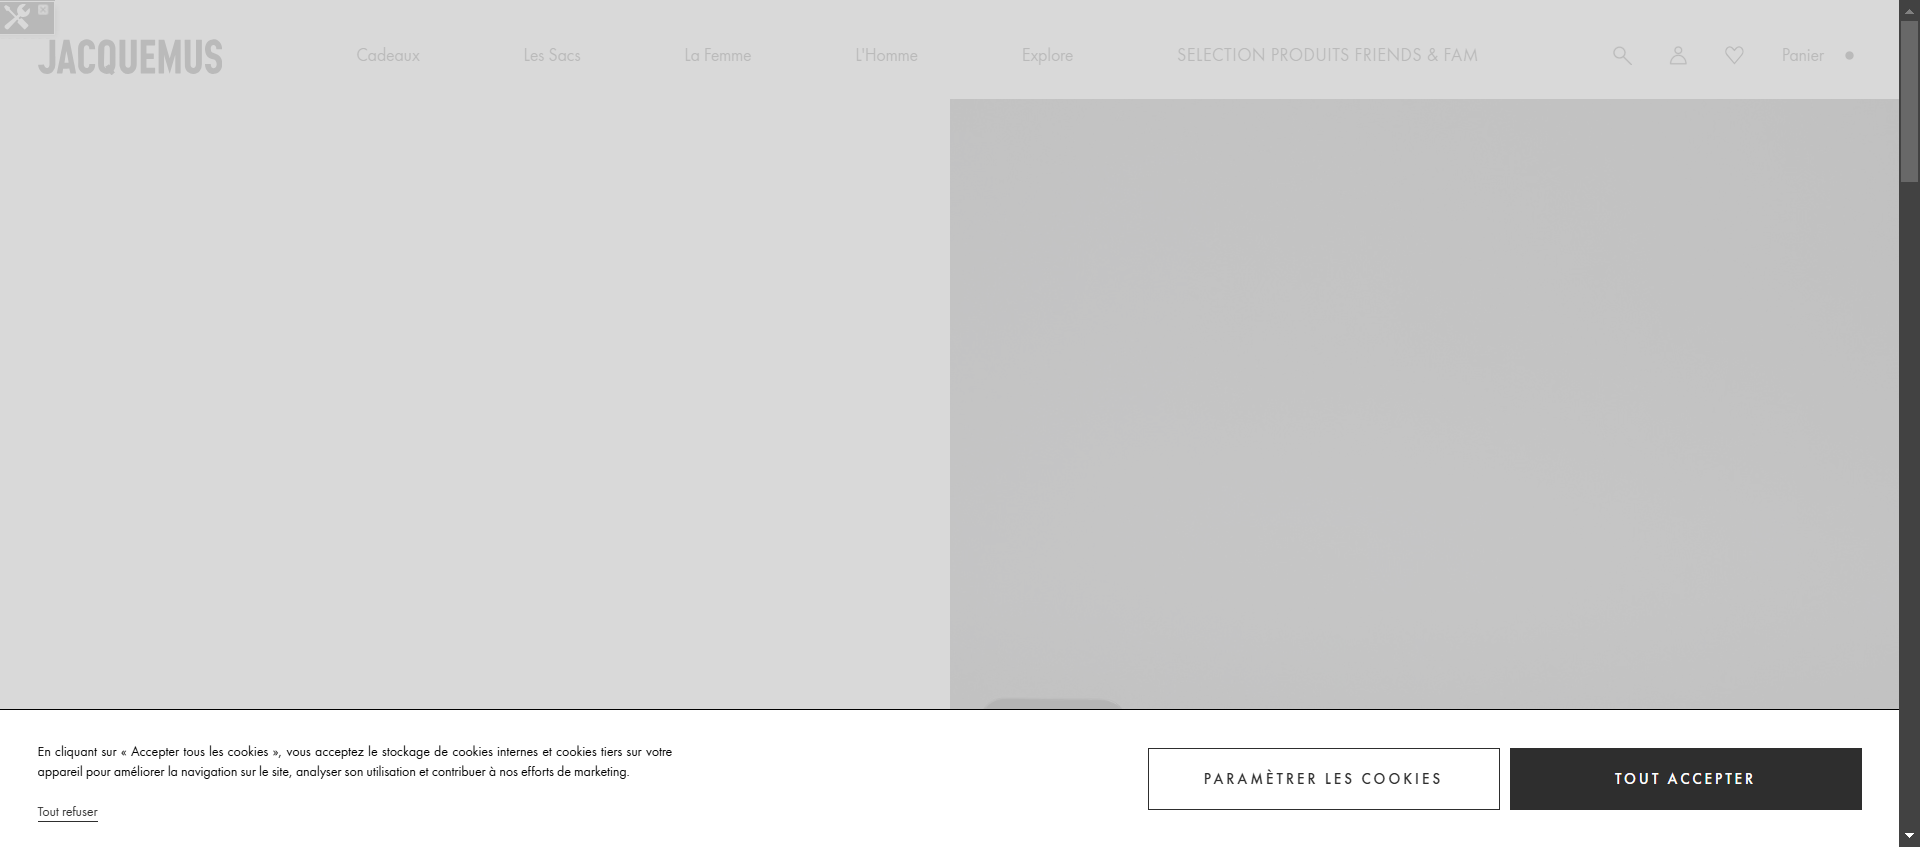 JACQUEMUS
Cadeaux
Les Sacs
La Femme
L'Homme
Explore
SELECTION PRODUITS FRIENDS & FAM
Panier
En cliquant sur « Accepter tous les cookies », vous acceptez le stockage de cookies internes et cookies tiers sur votre
appareil pour améliorer la navigation sur le site, analyser son utilisation et contribuer à nos efforts de marketing.
Tout refuser
PARAMÈTRER LES COOKIES
TOUT ACCEPTER